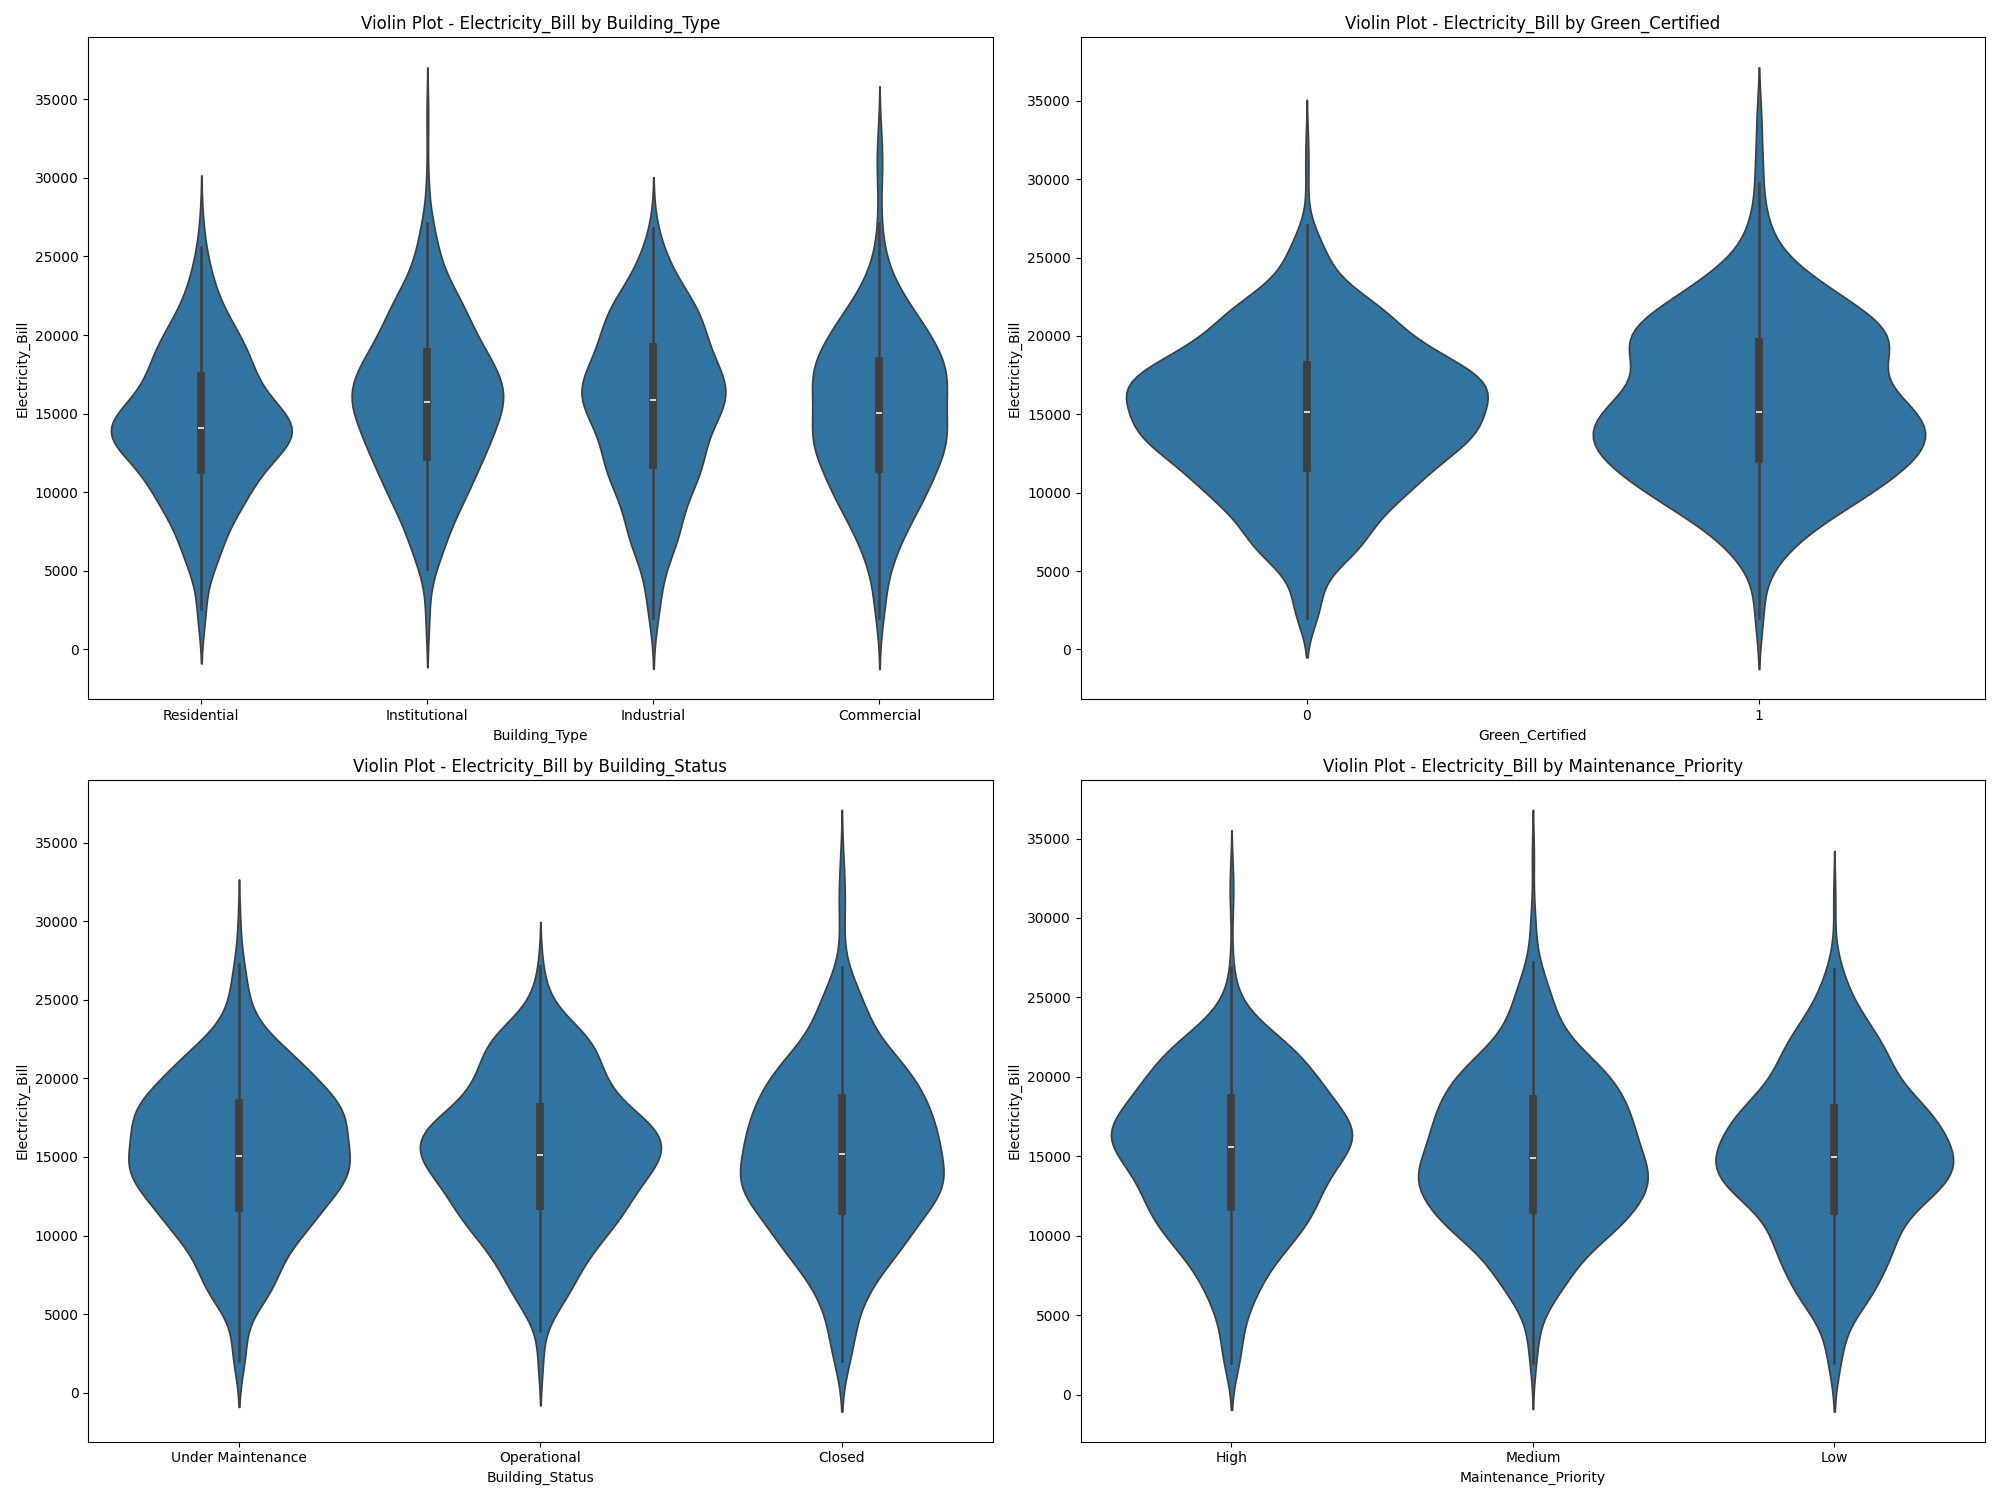 Violin Plot - Electricity_Bill by Building_Type
Electricity_Bill
35000
30000
25000
20000
15000
10000
5000
0
Residential
Institutional
Industrial
Commercial
Building_Type
Violin Plot - Electricity_Bill by Green_Certified
Electricity_Bill
35000
30000
25000
20000
15000
10000
5000
0
0
1
Green_Certified
Violin Plot - Electricity_Bill by Building_Status
Electricity_Bill
35000
30000
25000
20000
15000
10000
5000
0
Under Maintenance
Operational
Closed
Building_Status
Violin Plot - Electricity_Bill by Maintenance_Priority
Electricity_Bill
35000
30000
25000
20000
15000
10000
5000
0
High
Medium
Low
Maintenance_Priority